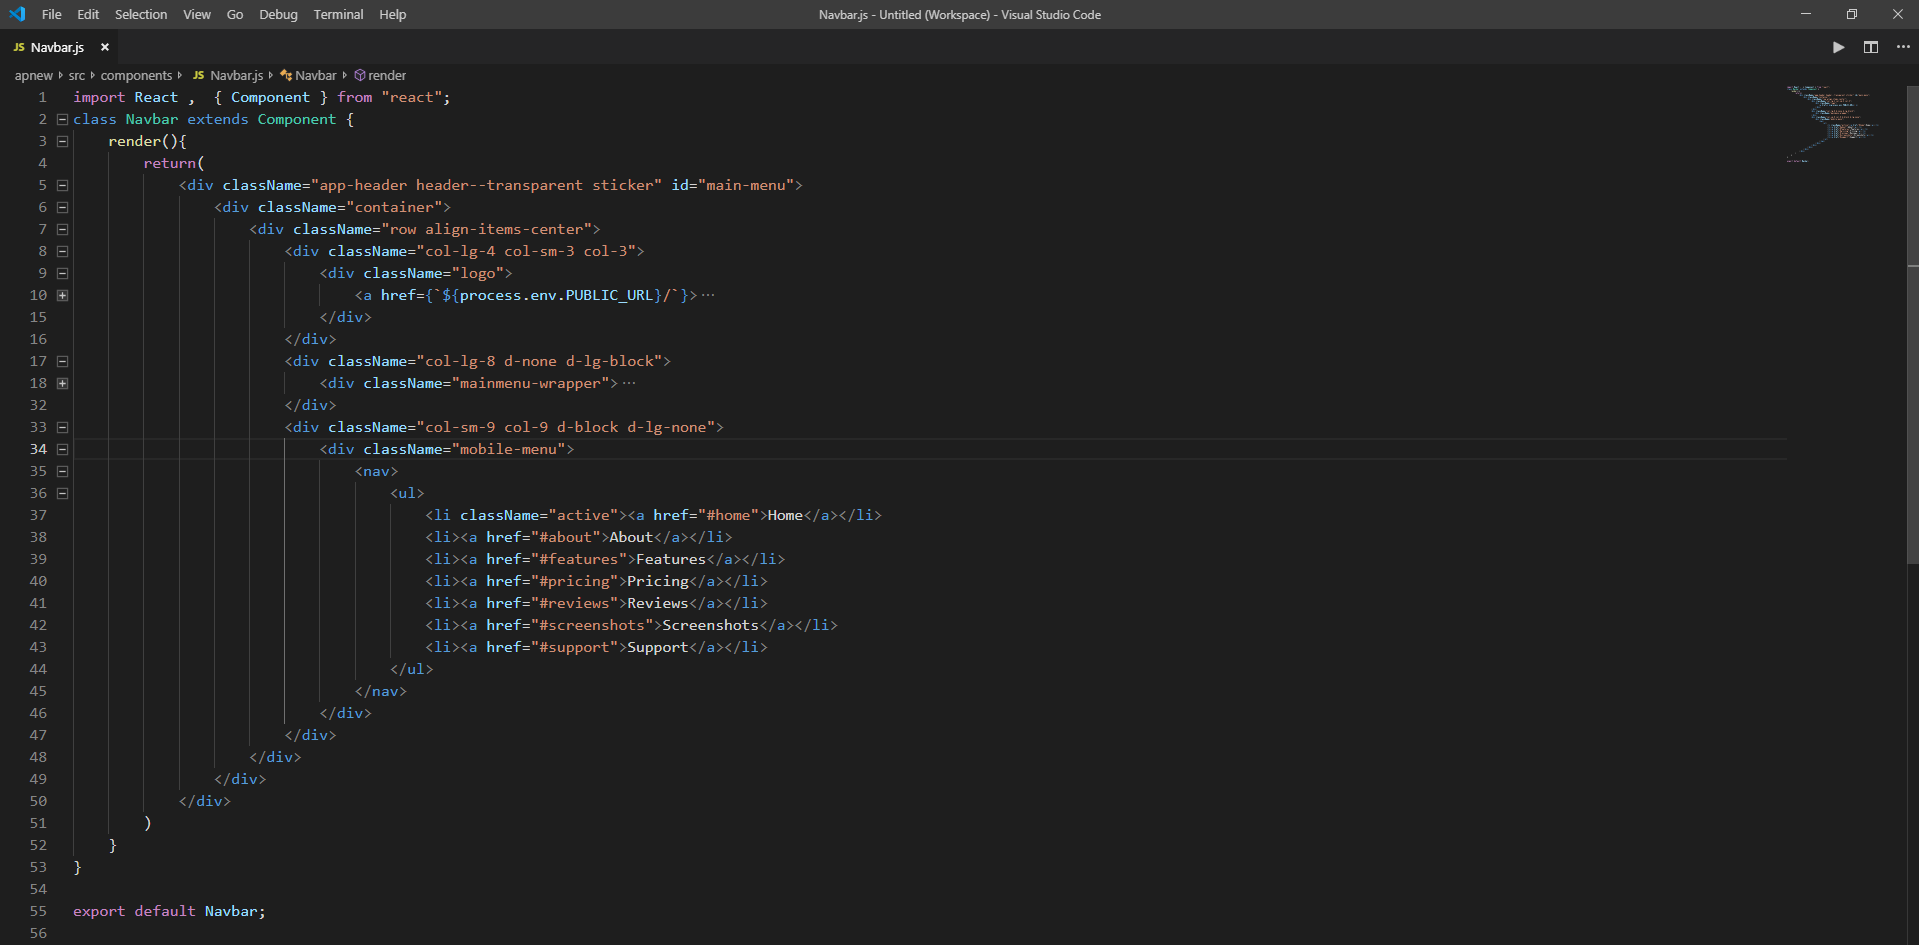 File Edit Selection View Go Debug Terminal Help Navbar.js - Untitled (Workspace) - Visual Studio Code
JS Navbar.js ×
apnew › src › components › JS Navbar.js › Navbar › render
1 import React ,  { Component } from "react";
2 class Navbar extends Component {
3 render(){
4 return(
5 <div className="app-header header--transparent sticker" id="main-menu">
6 <div className="container">
7 <div className="row align-items-center">
8 <div className="col-lg-4 col-sm-3 col-3">
9 <div className="logo">
10 <a href={`${process.env.PUBLIC_URL}/`}>···
15 </div>
16 </div>
17 <div className="col-lg-8 d-none d-lg-block">
18 <div className="mainmenu-wrapper">···
32 </div>
33 <div className="col-sm-9 col-9 d-block d-lg-none">
34 <div className="mobile-menu">
35 <nav>
36 <ul>
37 <li className="active"><a href="#home">Home</a></li>
38 <li><a href="#about">About</a></li>
39 <li><a href="#features">Features</a></li>
40 <li><a href="#pricing">Pricing</a></li>
41 <li><a href="#reviews">Reviews</a></li>
42 <li><a href="#screenshots">Screenshots</a></li>
43 <li><a href="#support">Support</a></li>
44 </ul>
45 </nav>
46 </div>
47 </div>
48 </div>
49 </div>
50 </div>
51 )
52 }
53 }
54
55 export default Navbar;
56